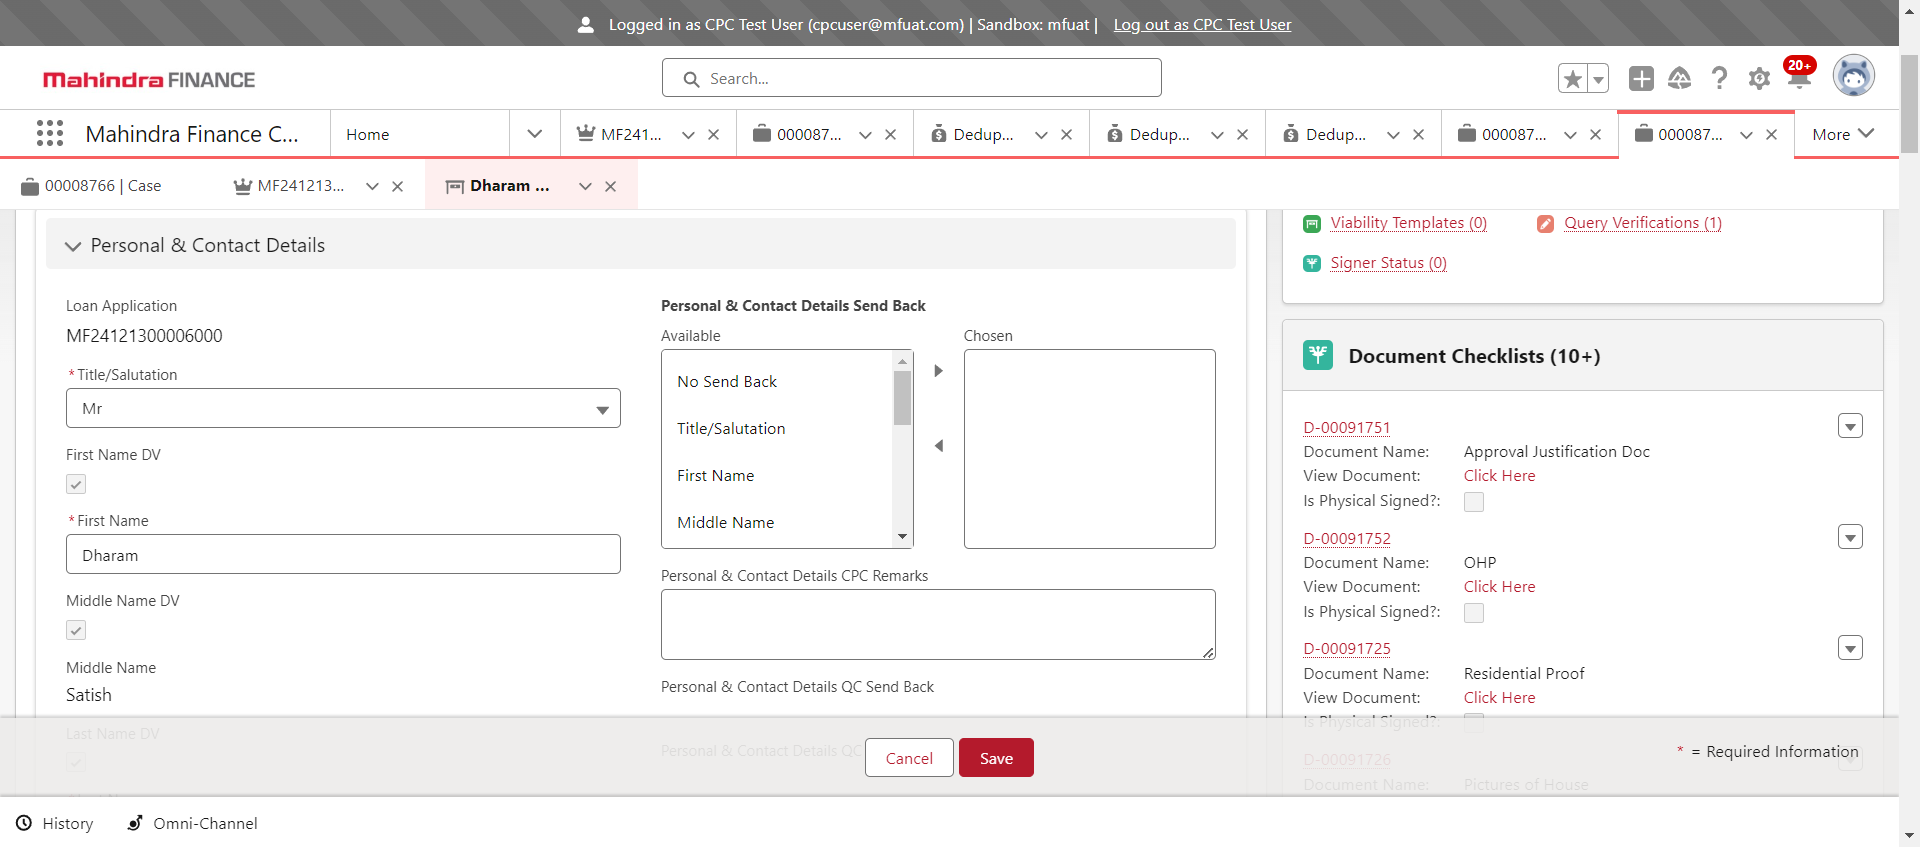 Logged in as CPC Test User (cpcuser@mfuat.com) | Sandbox: mfuat | Log out as CPC Test User
Mahindra FINANCE
Search...
20+
Mahindra Finance C...
Home
MF241...
000087...
Dedup...
Dedup...
Dedup...
000087...
000087...
More
00008766 | Case
MF241213...
Dharam ...
Personal & Contact Details
Loan Application
MF24121300006000
*Title/Salutation
Mr
First Name DV
*First Name
Dharam
Middle Name DV
Middle Name
Satish
Last Name DV
Personal & Contact Details Send Back
Available
Chosen
No Send Back
Title/Salutation
First Name
Middle Name
Personal & Contact Details CPC Remarks
Personal & Contact Details QC Send Back
Personal & Contact Details QC
Cancel
Save
* = Required Information
Viability Templates (0)
Query Verifications (1)
Signer Status (0)
Document Checklists (10+)
D-00091751
Document Name: Approval Justification Doc
View Document: Click Here
Is Physical Signed?:
D-00091752
Document Name: OHP
View Document: Click Here
Is Physical Signed?:
D-00091725
Document Name: Residential Proof
View Document: Click Here
Is Physical Signed?:
D-00091726
Document Name: Pictures of House
History
Omni-Channel